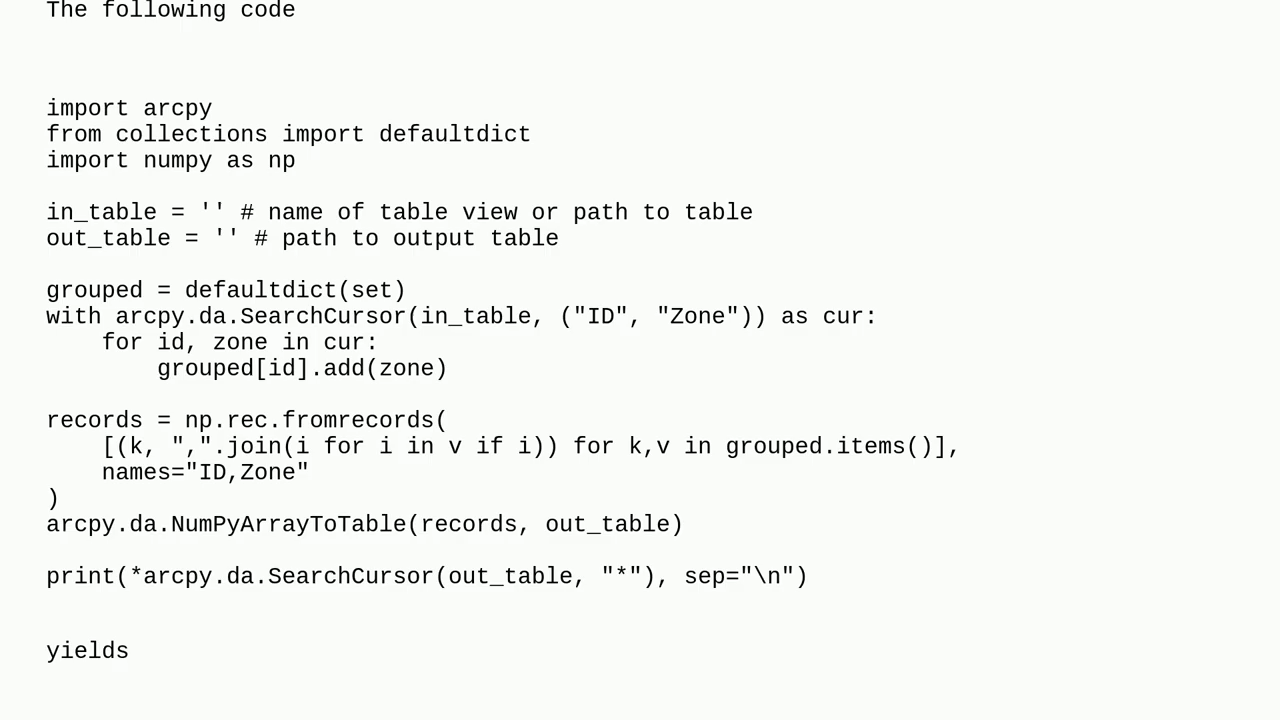 The following code
import arcpy
from collections import defaultdict
import numpy as np
in_table = '' # name of table view or path to table
out_table = '' # path to output table
grouped = defaultdict(set)
with arcpy.da.SearchCursor(in_table, ("ID", "Zone")) as cur:
    for id, zone in cur:
        grouped[id].add(zone)
records = np.rec.fromrecords(
    [(k, ",".join(i for i in v if i)) for k,v in grouped.items()],
    names="ID,Zone"
)
arcpy.da.NumPyArrayToTable(records, out_table)
print(*arcpy.da.SearchCursor(out_table, "*"), sep="\n")
yields